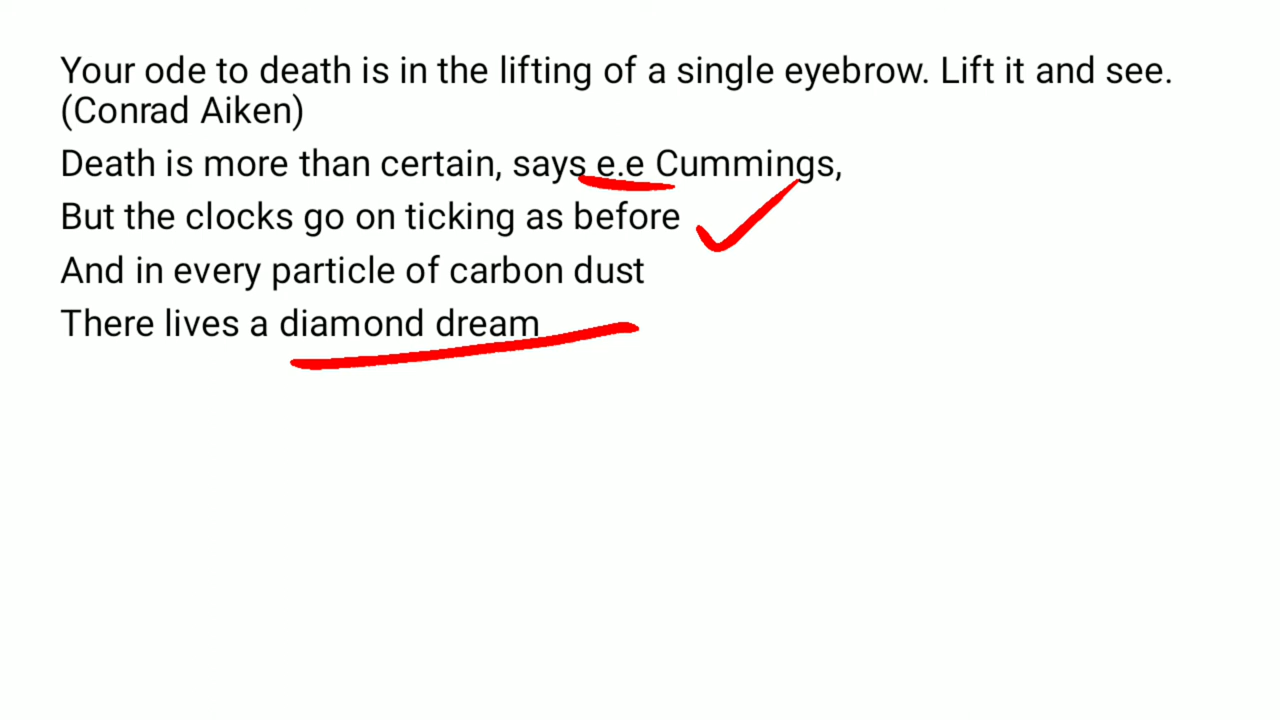 Your ode to death is in the lifting of a single eyebrow. Lift it and see.
(Conrad Aiken)
Death is more than certain, says e.e Cummings,
But the clocks go on ticking as before
And in every particle of carbon dust
There lives a diamond dream